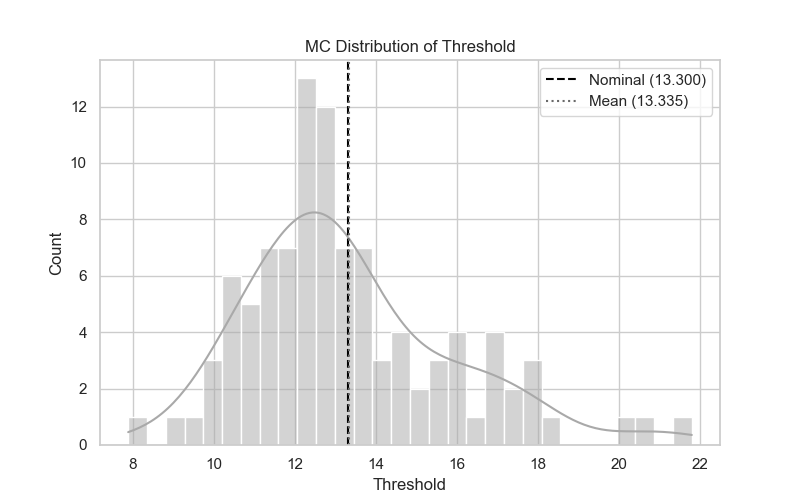 MC Distribution of Threshold
Nominal (13.300)
Mean (13.335)
Count
12
10
8
6
4
2
0
8 10 12 14 16 18 20 22
Threshold